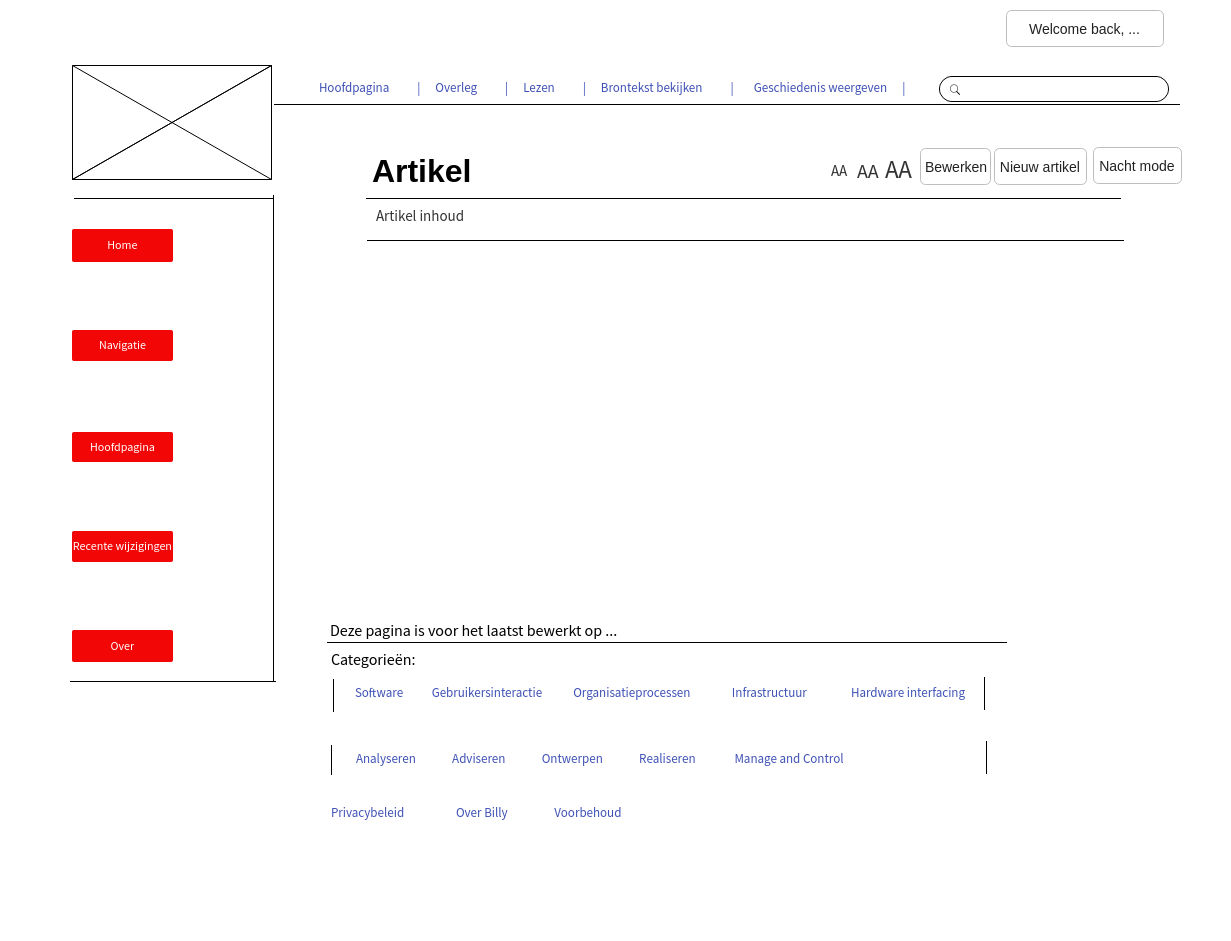 Welcome back, ...
Hoofdpagina | Overleg | Lezen | Brontekst bekijken | Geschiedenis weergeven |
Artikel
AA AA AA Bewerken Nieuw artikel Nacht mode
Artikel inhoud
Home
Navigatie
Hoofdpagina
Recente wijzigingen
Over
Deze pagina is voor het laatst bewerkt op ...
Categorieën:
Software Gebruikersinteractie Organisatieprocessen Infrastructuur Hardware interfacing
Analyseren Adviseren Ontwerpen Realiseren Manage and Control
Privacybeleid Over Billy Voorbehoud